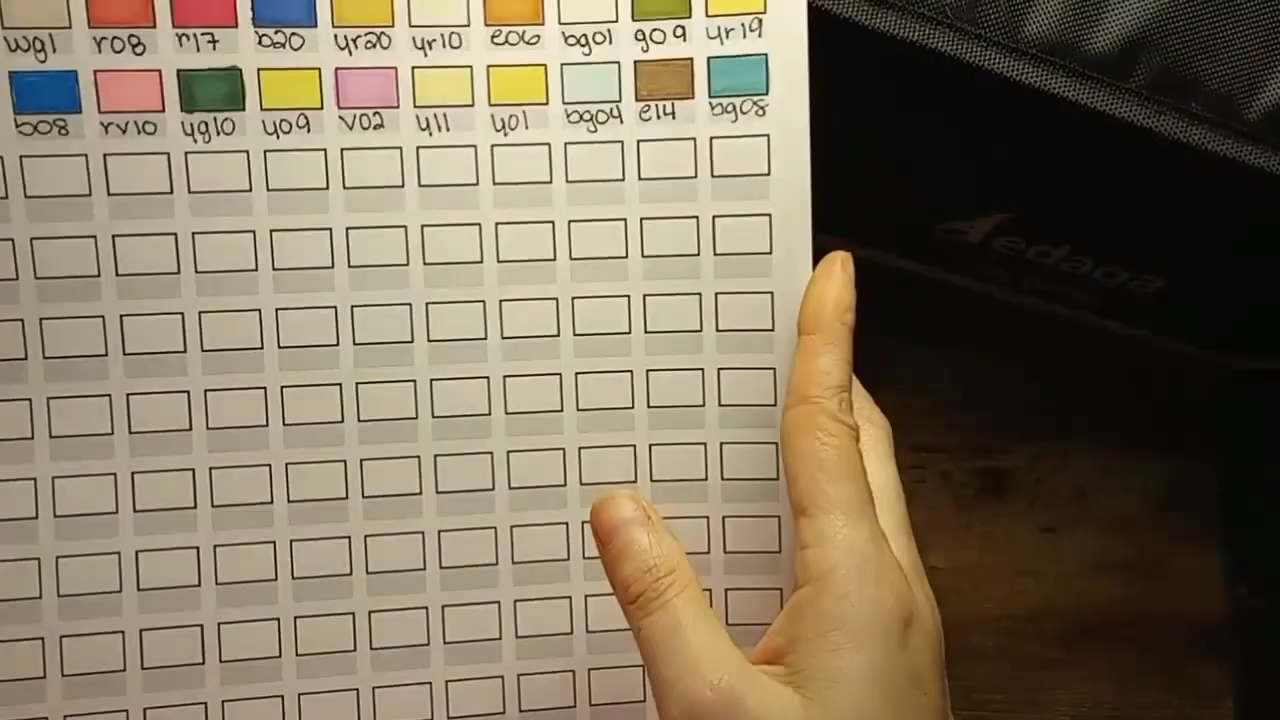 wg1 r08 r17 b20 yr20 yr10 e06 bg01 g09 yr19
b08 rv10 yg10 y09 v02 y11 y01 bg04 e14 bg08
Aedaga